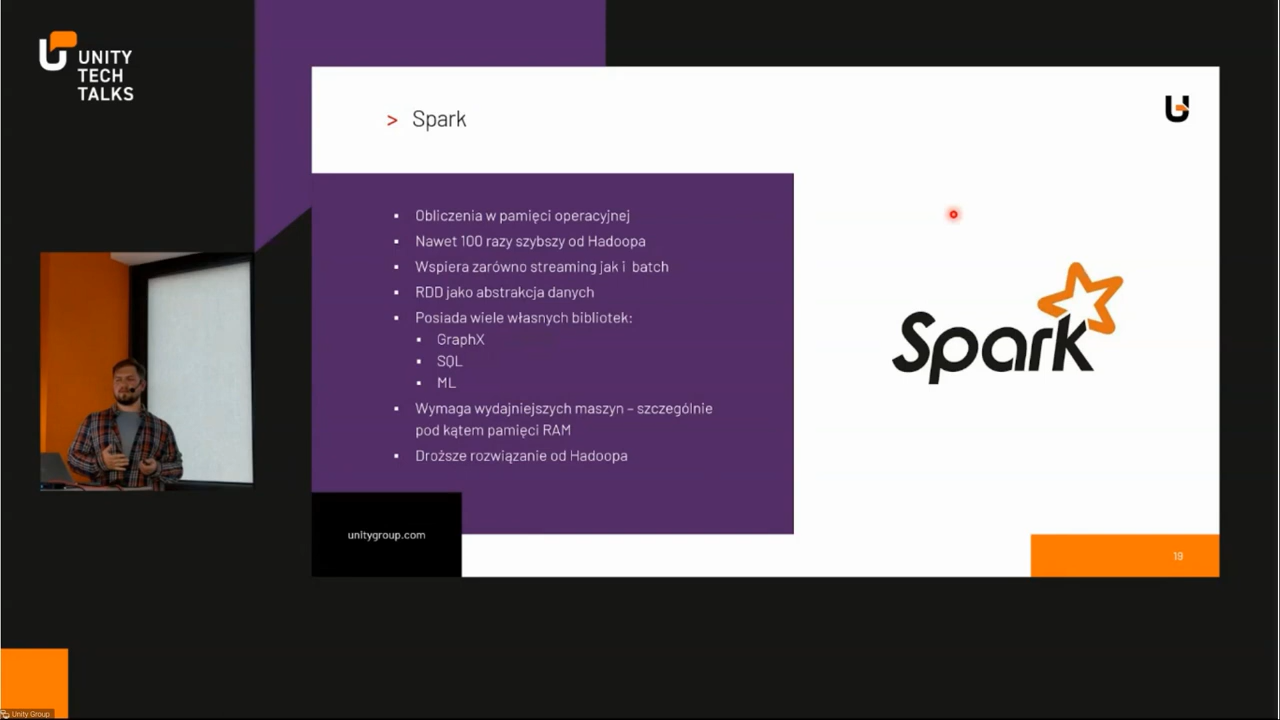 UNITY
TECH
TALKS
> Spark
▪ Obliczenia w pamięci operacyjnej
▪ Nawet 100 razy szybszy od Hadoopa
▪ Wspiera zarówno streaming jak i batch
▪ RDD jako abstrakcja danych
▪ Posiada wiele własnych bibliotek:
▪ GraphX
▪ SQL
▪ ML
▪ Wymaga wydajniejszych maszyn – szczególnie
pod kątem pamięci RAM
▪ Droższe rozwiązanie od Hadoopa
Spark
unitygroup.com
19
Unity Group